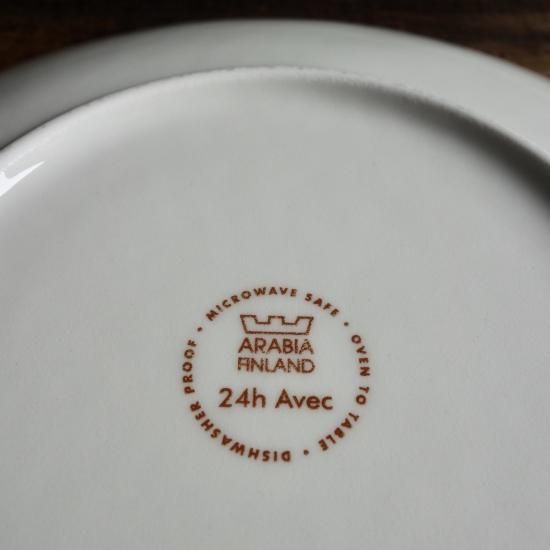 MICROWAVE SAFE • OVEN TO TABLE • DISHWASHER PROOF •
ARABIA
FINLAND
24h Avec